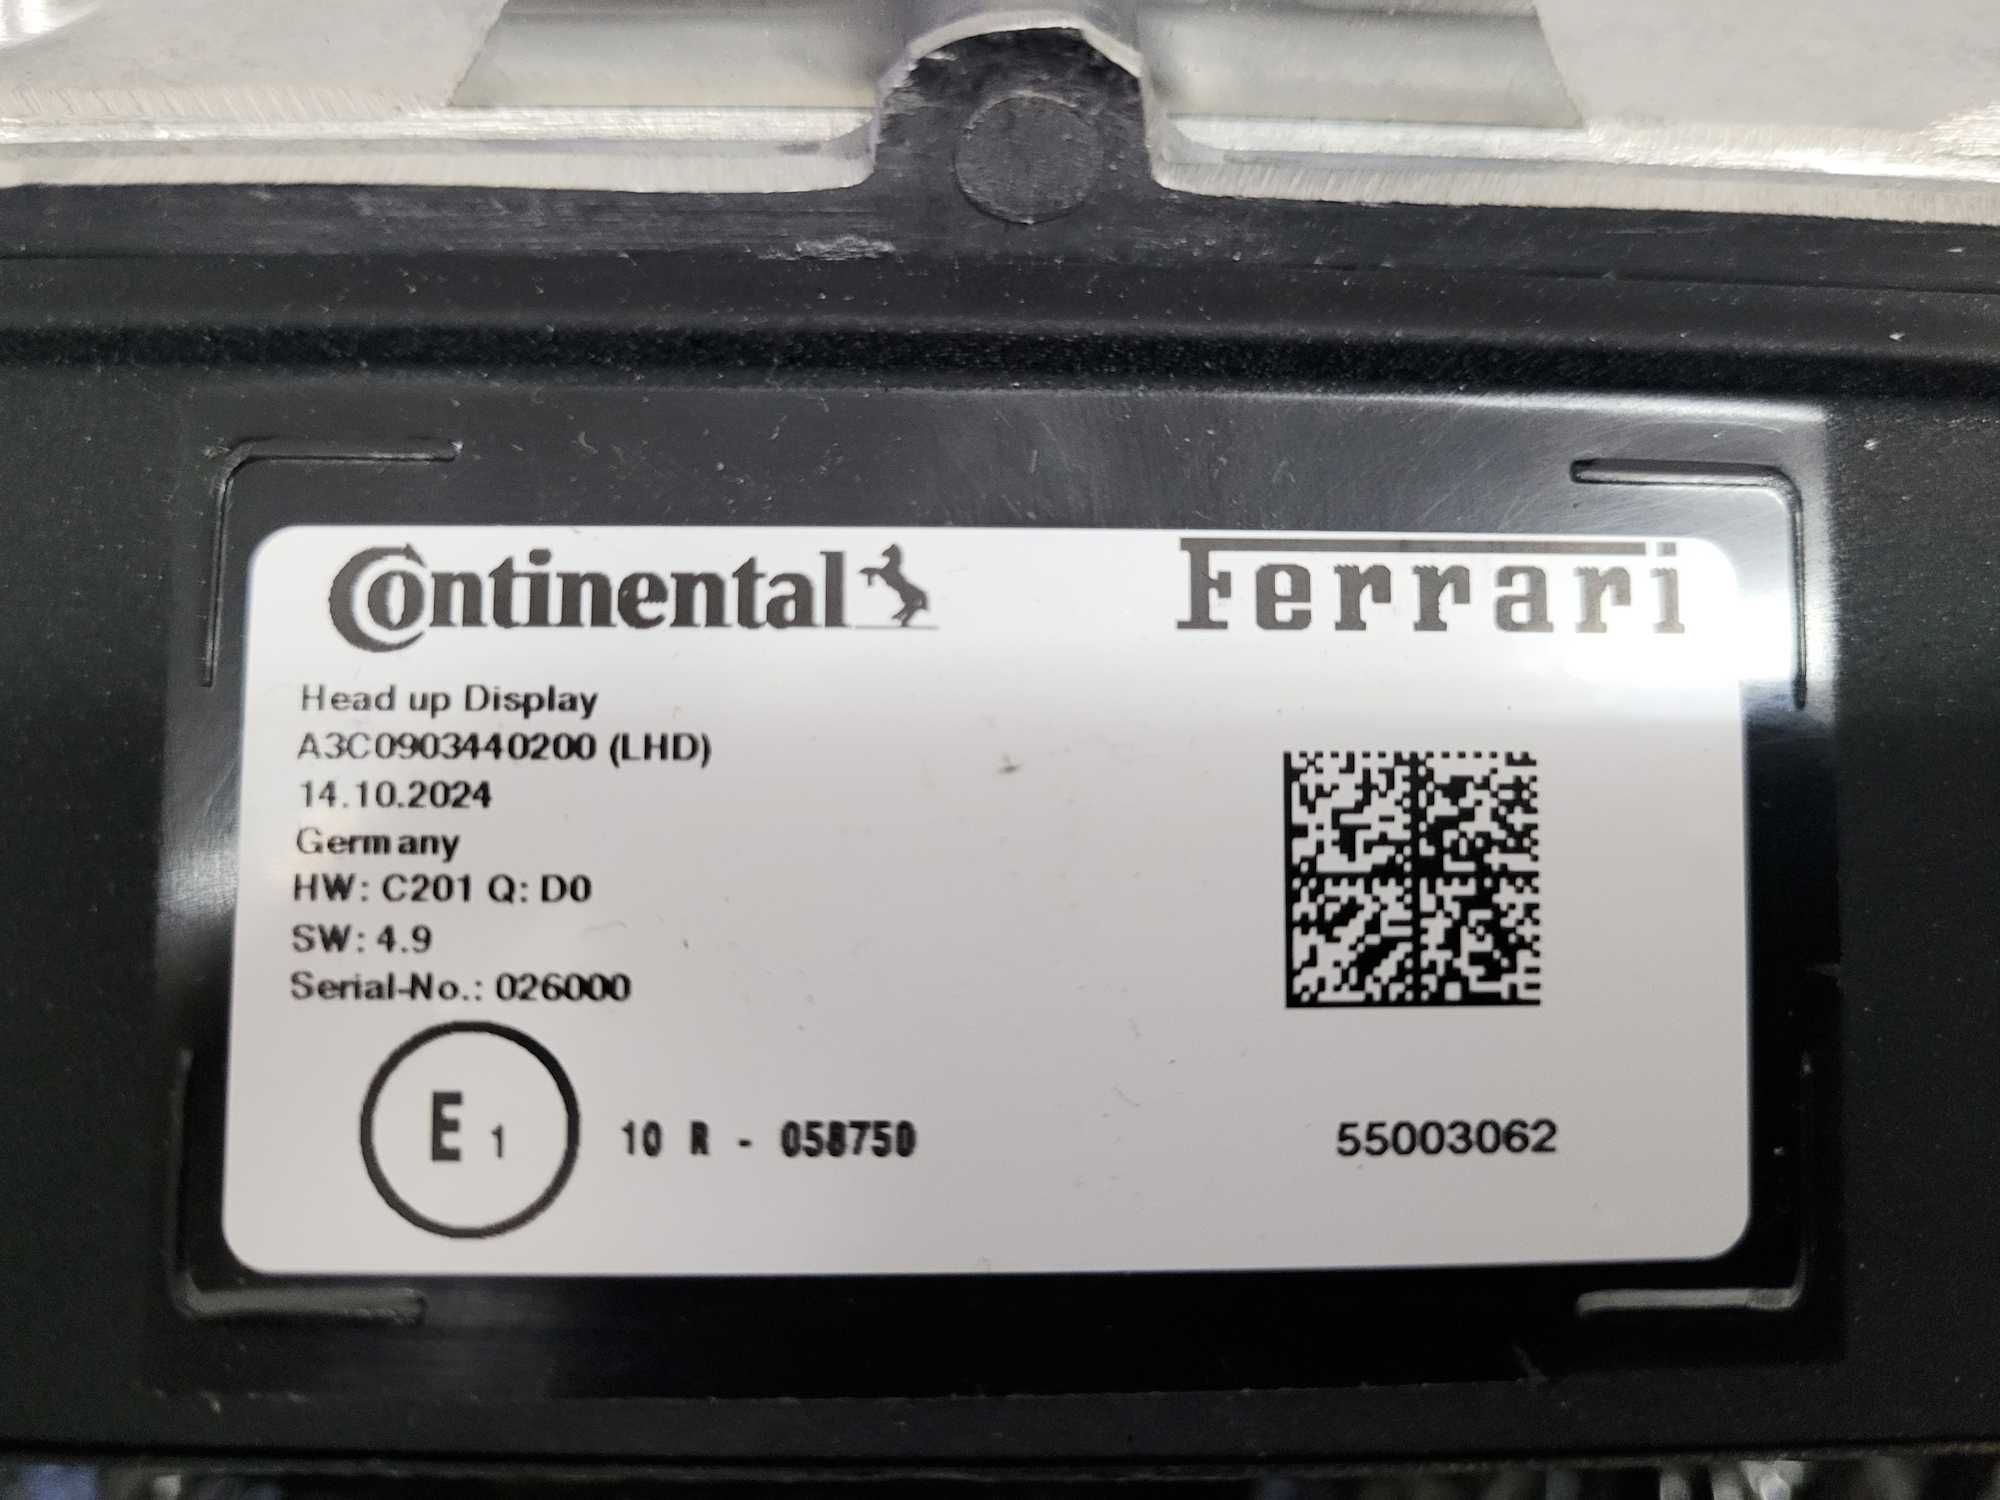 Continental
Ferrari
Head up Display
A3C0903440200 (LHD)
14.10.2024
Germany
HW: C201 Q: D0
SW: 4.9
Serial-No.: 026000
E 1
10 R - 058750
55003062